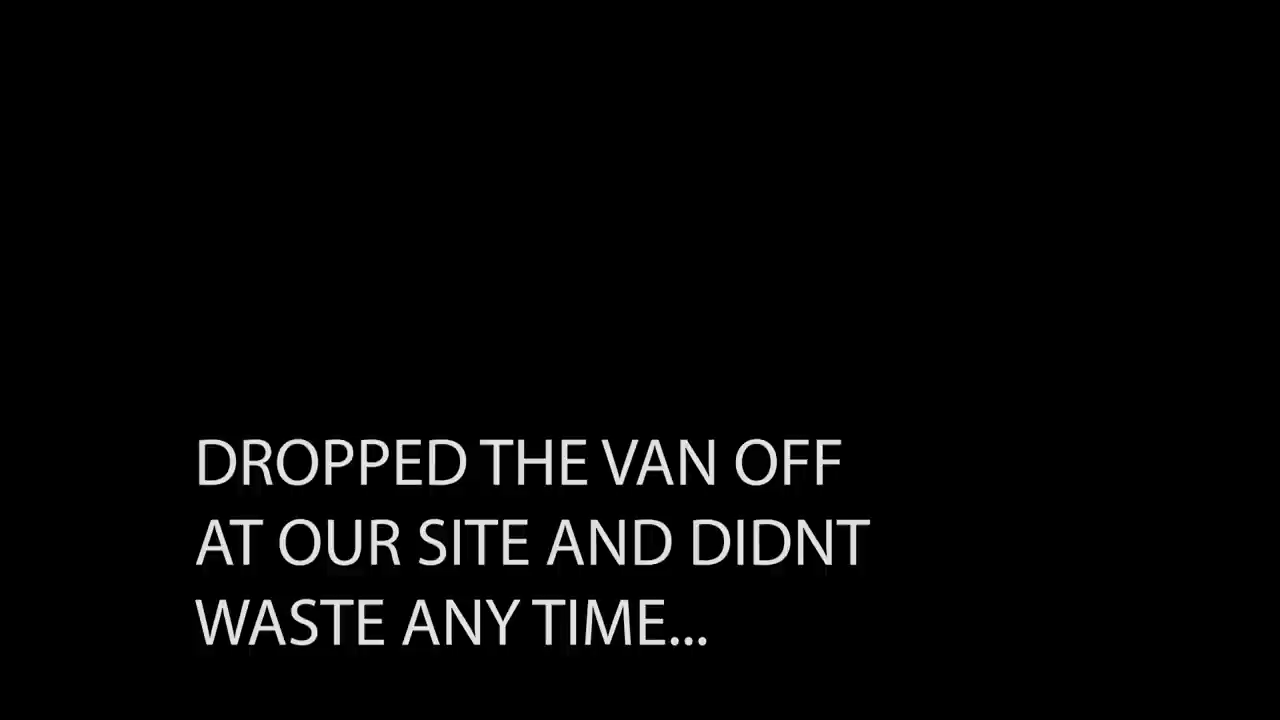 DROPPED THE VAN OFF
AT OUR SITE AND DIDNT
WASTE ANY TIME...